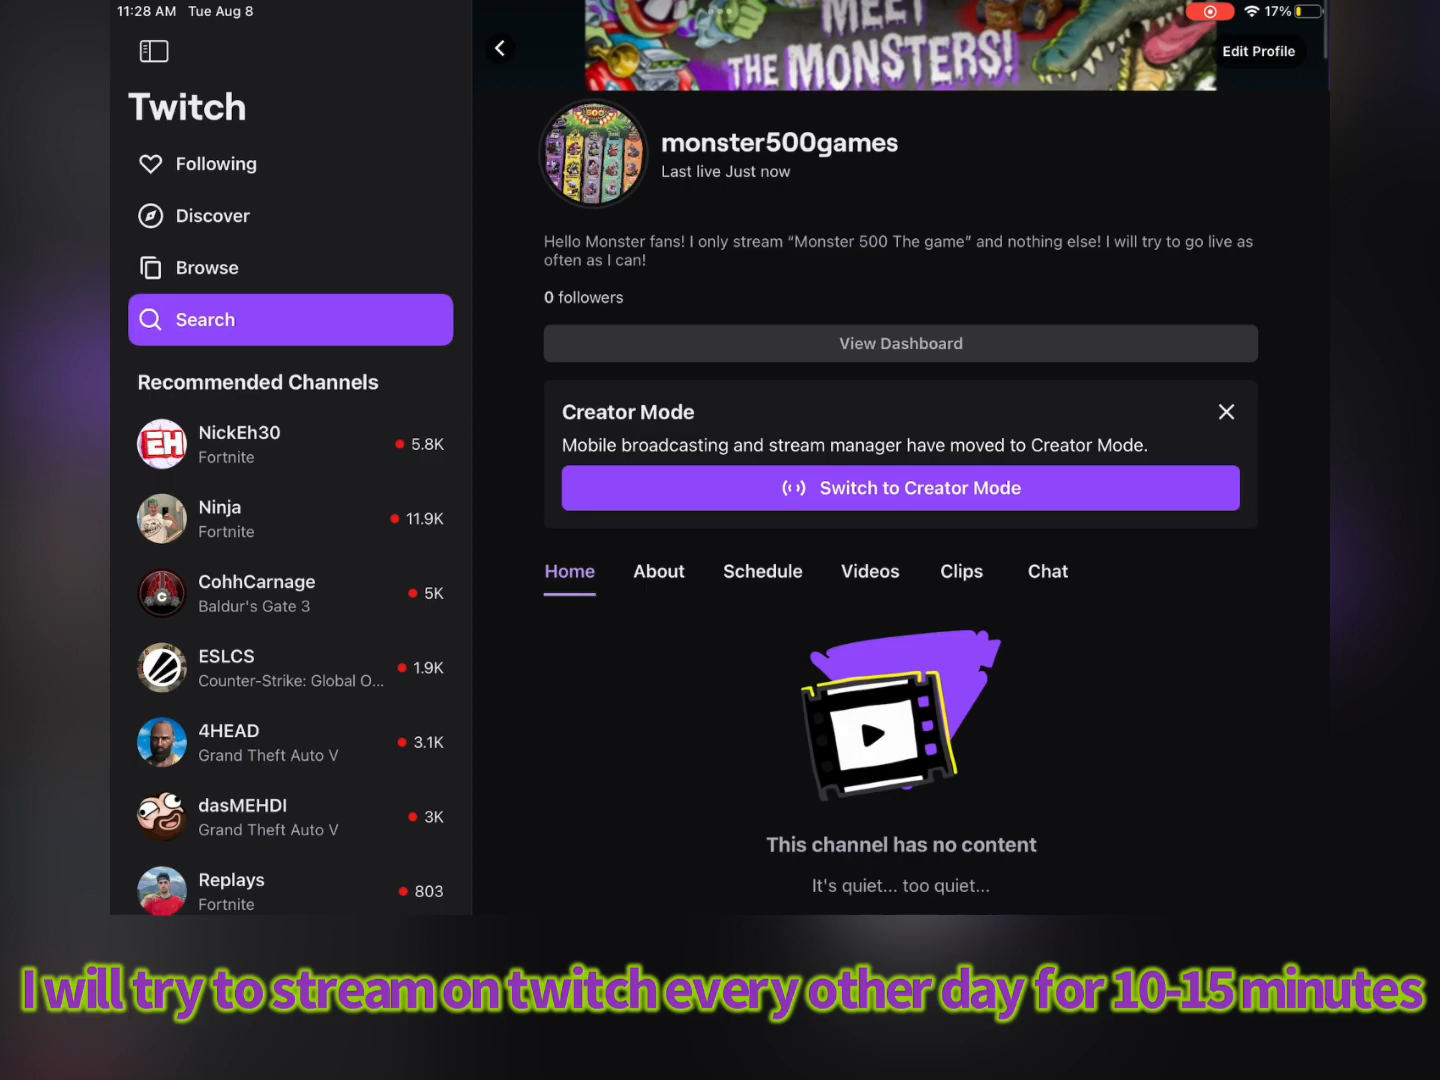 11:28 AM Tue Aug 8
17%
Twitch
Following
Discover
Browse
Search
Recommended Channels
NickEh30
Fortnite
5.8K
Ninja
Fortnite
11.9K
CohhCarnage
Baldur's Gate 3
5K
ESLCS
Counter-Strike: Global O...
1.9K
4HEAD
Grand Theft Auto V
3.1K
dasMEHDI
Grand Theft Auto V
3K
Replays
Fortnite
803
MEET
THE MONSTERS!
Edit Profile
monster500games
Last live Just now
Hello Monster fans! I only stream “Monster 500 The game” and nothing else! I will try to go live as
often as I can!
0 followers
View Dashboard
Creator Mode
Mobile broadcasting and stream manager have moved to Creator Mode.
Switch to Creator Mode
Home About Schedule Videos Clips Chat
This channel has no content
It's quiet... too quiet...
I will try to stream on twitch every other day for 10-15 minutes